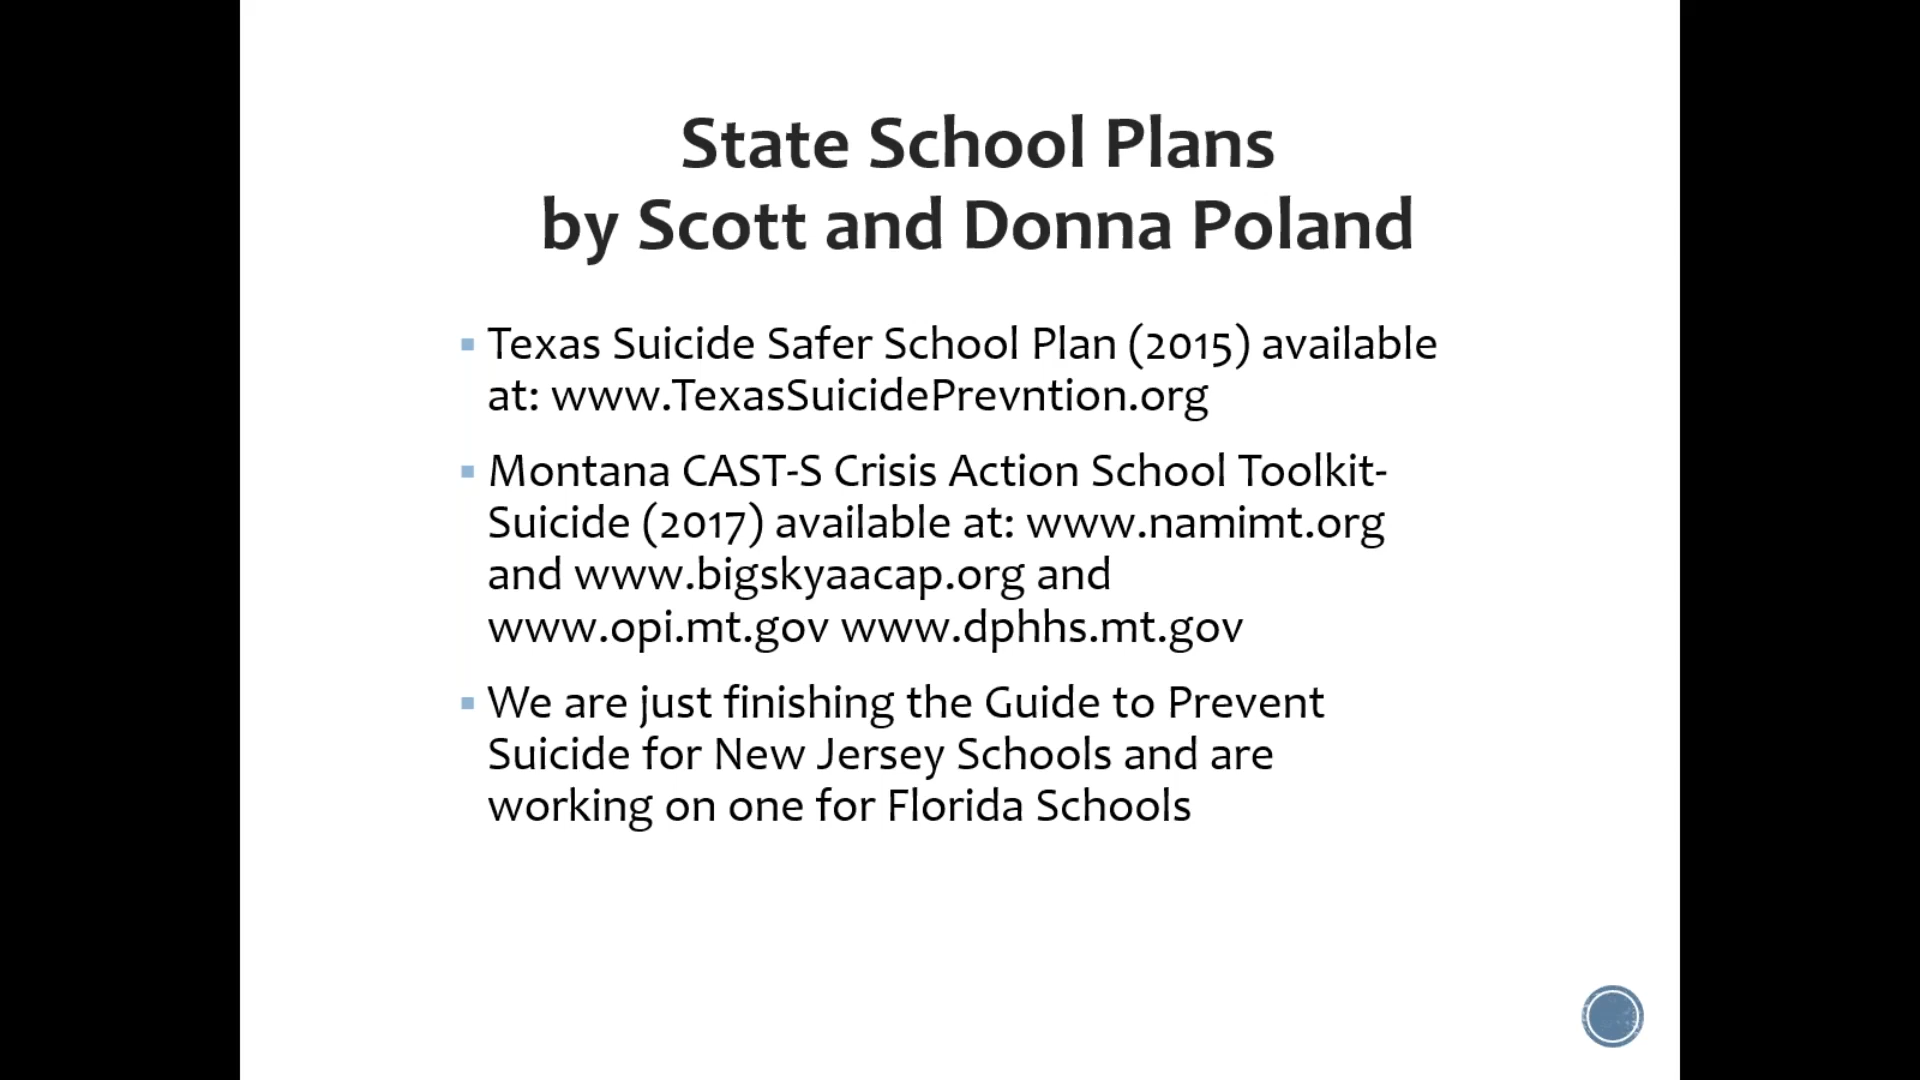 State School Plans
by Scott and Donna Poland
▪ Texas Suicide Safer School Plan (2015) available
at: www.TexasSuicidePrevntion.org
▪ Montana CAST-S Crisis Action School Toolkit-
Suicide (2017) available at: www.namimt.org
and www.bigskyaacap.org and
www.opi.mt.gov www.dphhs.mt.gov
▪ We are just finishing the Guide to Prevent
Suicide for New Jersey Schools and are
working on one for Florida Schools